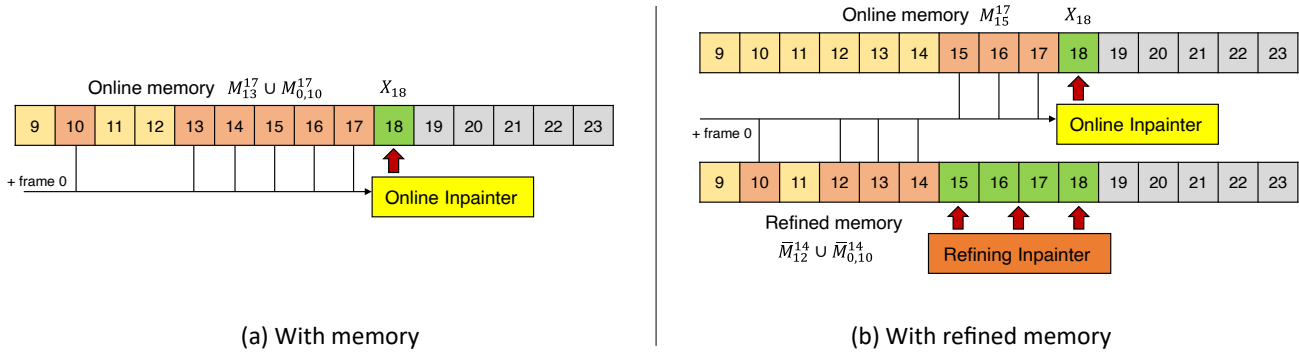 Online memory M_{13}^{17} ∪ M_{0,10}^{17} X_{18}
9 10 11 12 13 14 15 16 17 18 19 20 21 22 23
+ frame 0
Online Inpainter
(a) With memory
Online memory M_{15}^{17} X_{18}
9 10 11 12 13 14 15 16 17 18 19 20 21 22 23
Online Inpainter
+ frame 0
9 10 11 12 13 14 15 16 17 18 19 20 21 22 23
Refined memory
M̅_{12}^{14} ∪ M̅_{0,10}^{14}
Refining Inpainter
(b) With refined memory